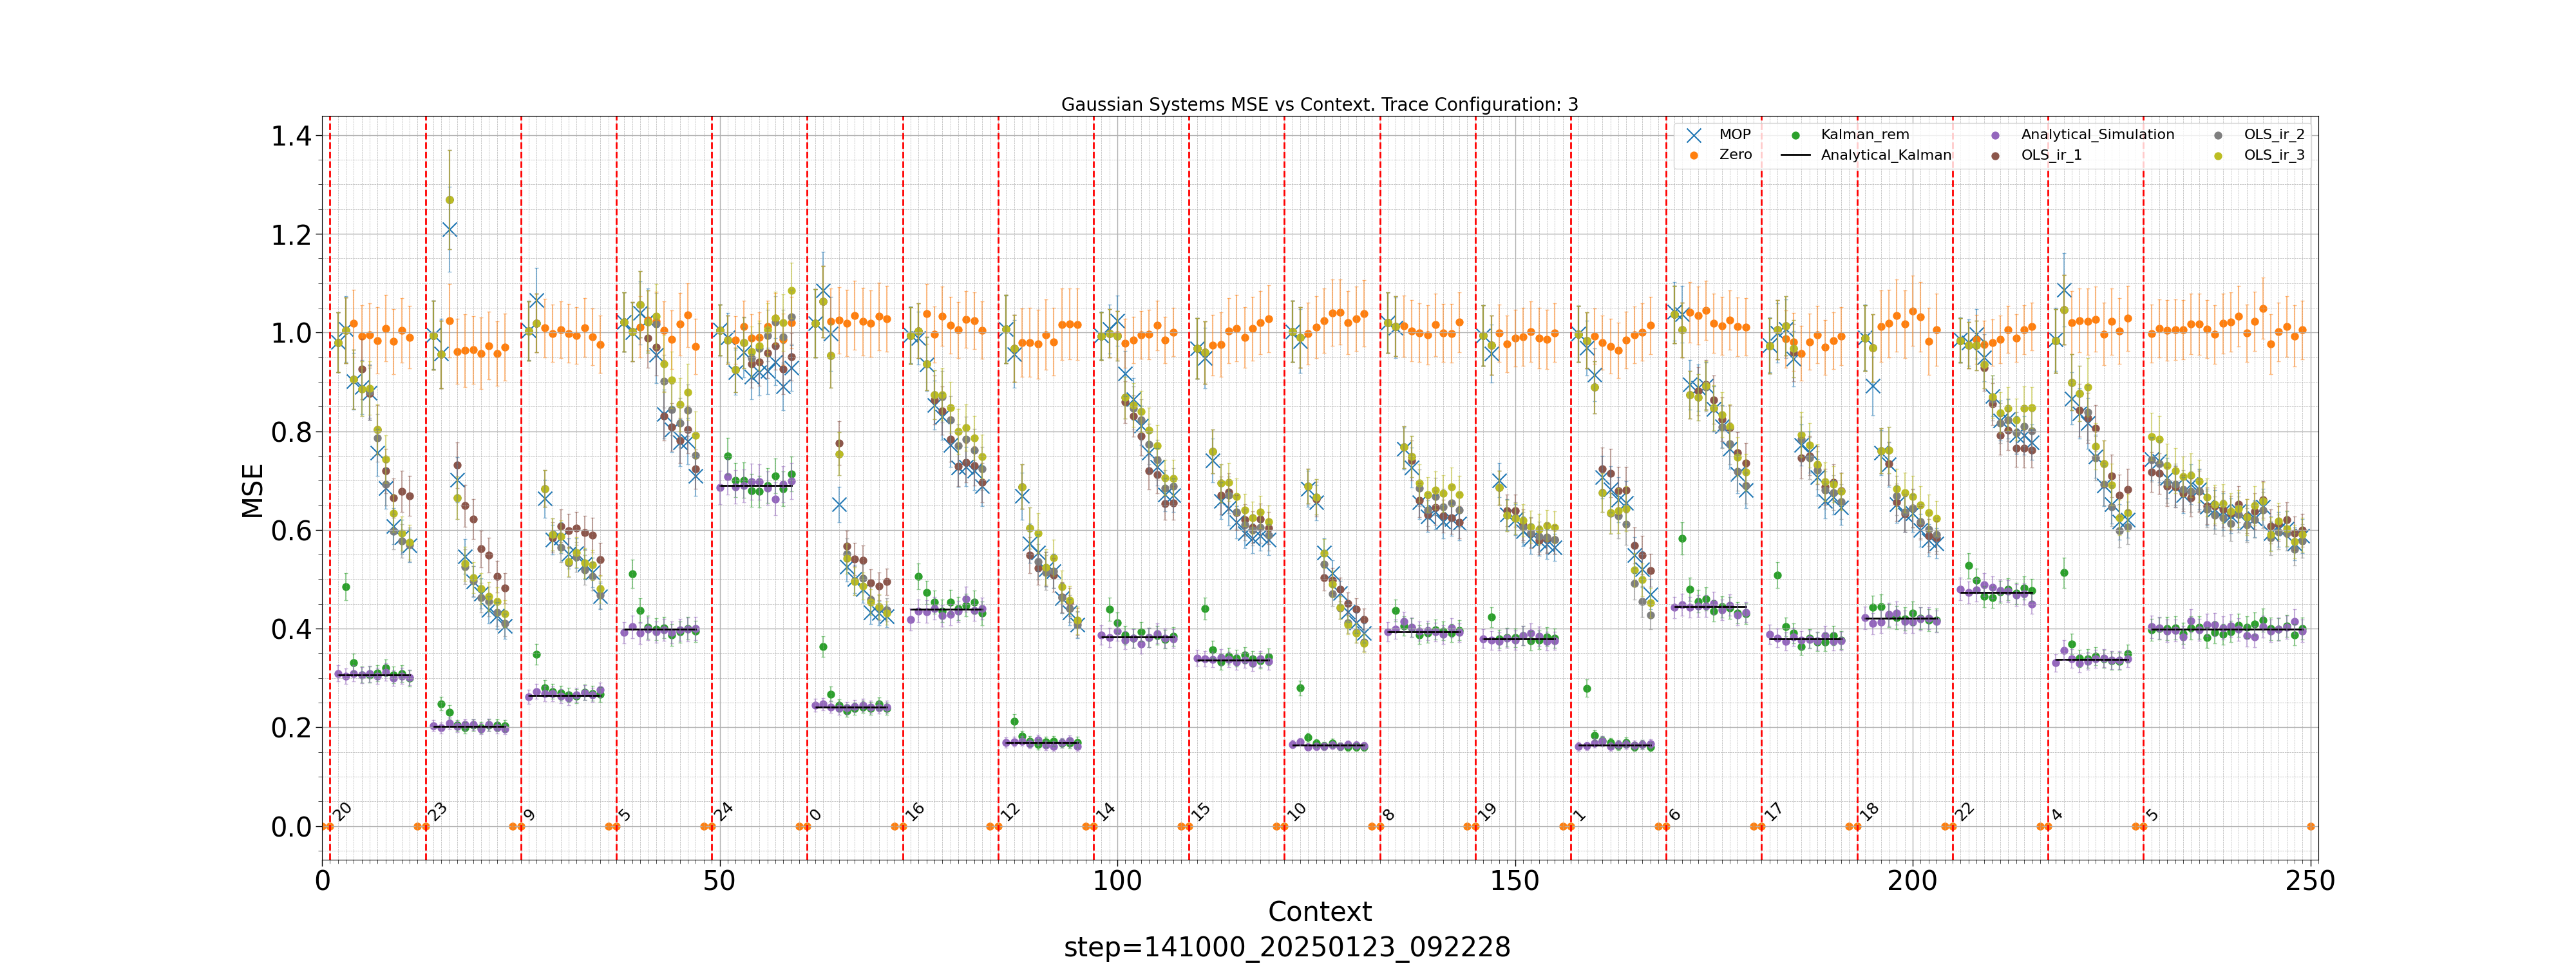 Gaussian Systems MSE vs Context. Trace Configuration: 3
MOP
Zero
Kalman_rem
Analytical_Kalman
Analytical_Simulation
OLS_ir_1
OLS_ir_2
OLS_ir_3
MSE
1.4
1.2
1.0
0.8
0.6
0.4
0.2
0.0
20 23 9 5 24 0 16 12 14 15 10 8 19 1 6 17 18 22 4 5
0 50 100 150 200 250
Context
step=141000_20250123_092228